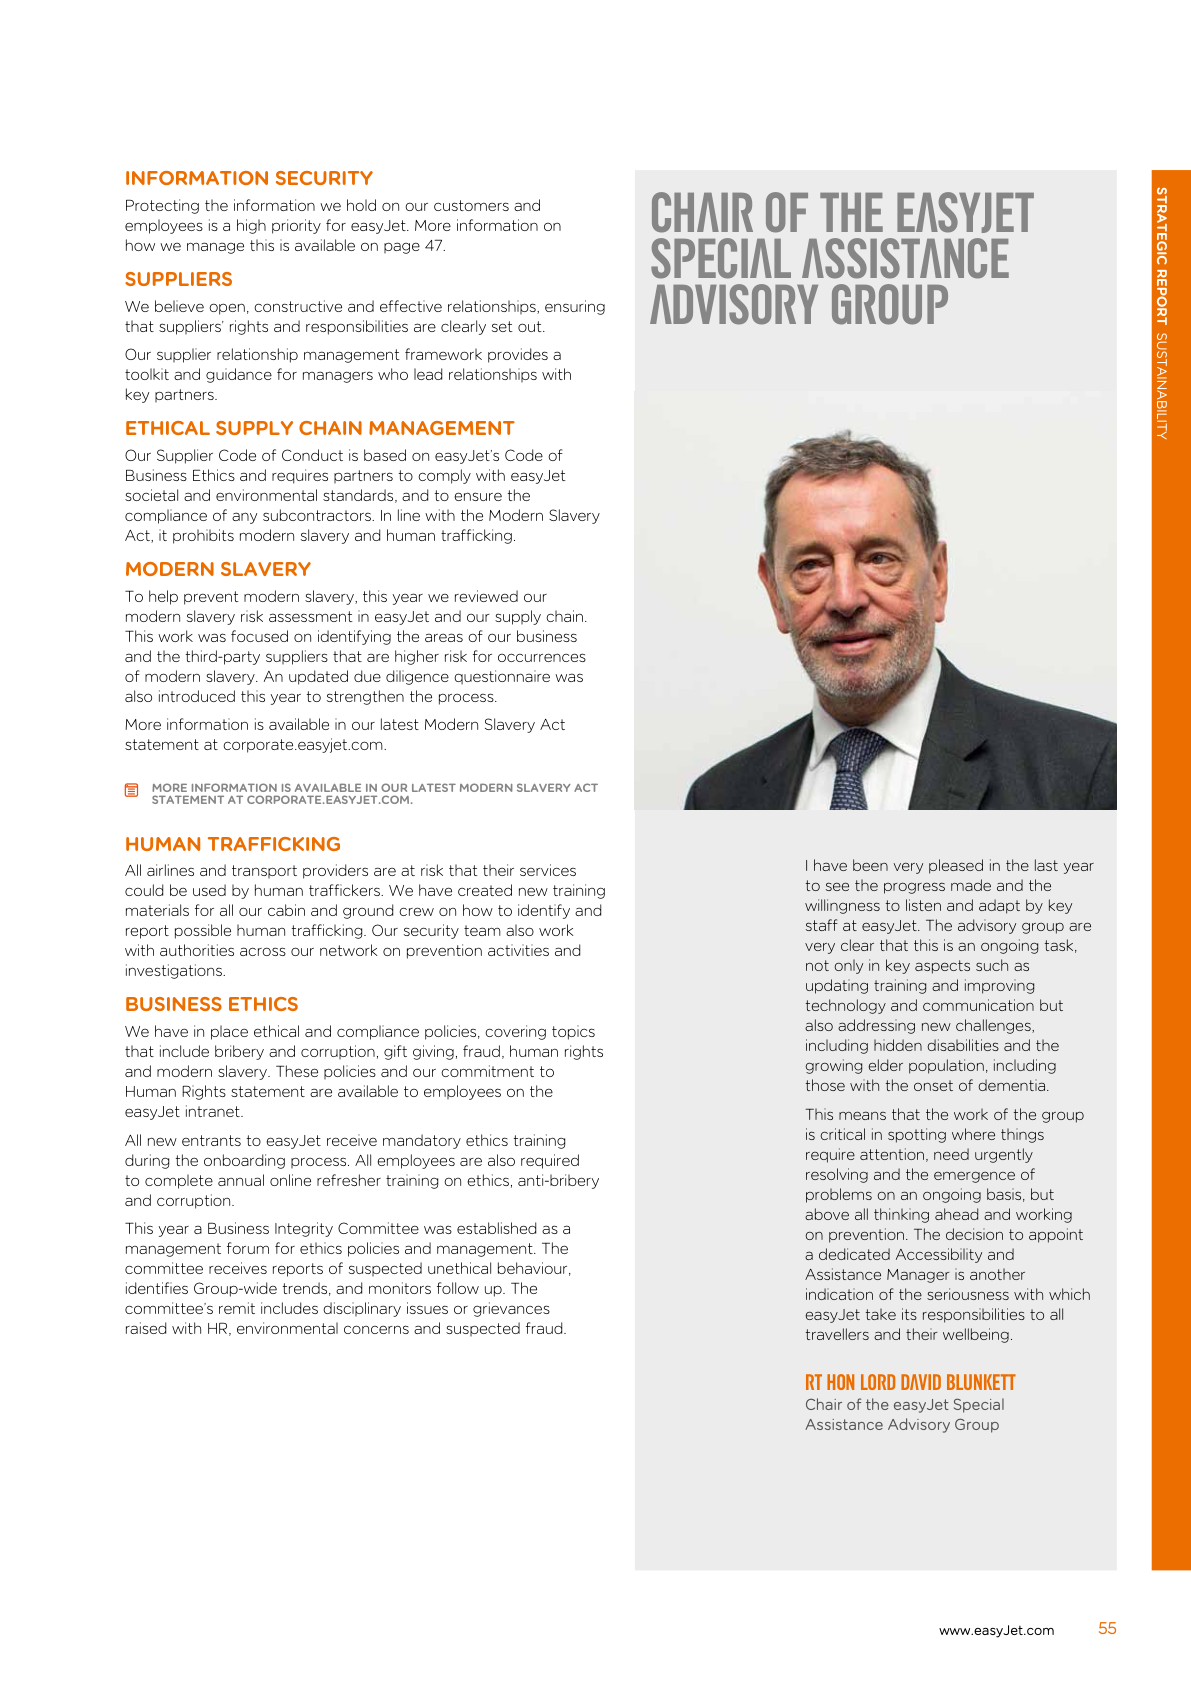 INFORMATION SECURITY
Protecting the information we hold on our customers and
employees is a high priority for easyJet. More information on
how we manage this is available on page 47.
SUPPLIERS
We believe open, constructive and effective relationships, ensuring
that suppliers' rights and responsibilities are clearly set out.
Our supplier relationship management framework provides a
toolkit and guidance for managers who lead relationships with
key partners.
ETHICAL SUPPLY CHAIN MANAGEMENT
Our Supplier Code of Conduct is based on easyJet's Code of
Business Ethics and requires partners to comply with easyJet
societal and environmental standards, and to ensure the
compliance of any subcontractors. In line with the Modern Slavery
Act, it prohibits modern slavery and human trafficking.
MODERN SLAVERY
To help prevent modern slavery, this year we reviewed our
modern slavery risk assessment in easyJet and our supply chain.
This work was focused on identifying the areas of our business
and the third-party suppliers that are higher risk for occurrences
of modern slavery. An updated due diligence questionnaire was
also introduced this year to strengthen the process.
More information is available in our latest Modern Slavery Act
statement at corporate.easyjet.com.
MORE INFORMATION IS AVAILABLE IN OUR LATEST MODERN SLAVERY ACT
STATEMENT AT CORPORATE.EASYJET.COM.
HUMAN TRAFFICKING
All airlines and transport providers are at risk that their services
could be used by human traffickers. We have created new training
materials for all our cabin and ground crew on how to identify and
report possible human trafficking. Our security team also work
with authorities across our network on prevention activities and
investigations.
BUSINESS ETHICS
We have in place ethical and compliance policies, covering topics
that include bribery and corruption, gift giving, fraud, human rights
and modern slavery. These policies and our commitment to
Human Rights statement are available to employees on the
easyJet intranet.
All new entrants to easyJet receive mandatory ethics training
during the onboarding process. All employees are also required
to complete annual online refresher training on ethics, anti-bribery
and corruption.
This year a Business Integrity Committee was established as a
management forum for ethics policies and management. The
committee receives reports of suspected unethical behaviour,
identifies Group-wide trends, and monitors follow up. The
committee's remit includes disciplinary issues or grievances
raised with HR, environmental concerns and suspected fraud.
CHAIR OF THE EASYJET
SPECIAL ASSISTANCE
ADVISORY GROUP
I have been very pleased in the last year
to see the progress made and the
willingness to listen and adapt by key
staff at easyJet. The advisory group are
very clear that this is an ongoing task,
not only in key aspects such as
updating training and improving
technology and communication but
also addressing new challenges,
including hidden disabilities and the
growing elder population, including
those with the onset of dementia.
This means that the work of the group
is critical in spotting where things
require attention, need urgently
resolving and the emergence of
problems on an ongoing basis, but
above all thinking ahead and working
on prevention. The decision to appoint
a dedicated Accessibility and
Assistance Manager is another
indication of the seriousness with which
easyJet take its responsibilities to all
travellers and their wellbeing.
RT HON LORD DAVID BLUNKETT
Chair of the easyJet Special
Assistance Advisory Group
STRATEGIC REPORT SUSTAINABILITY
www.easyJet.com 55